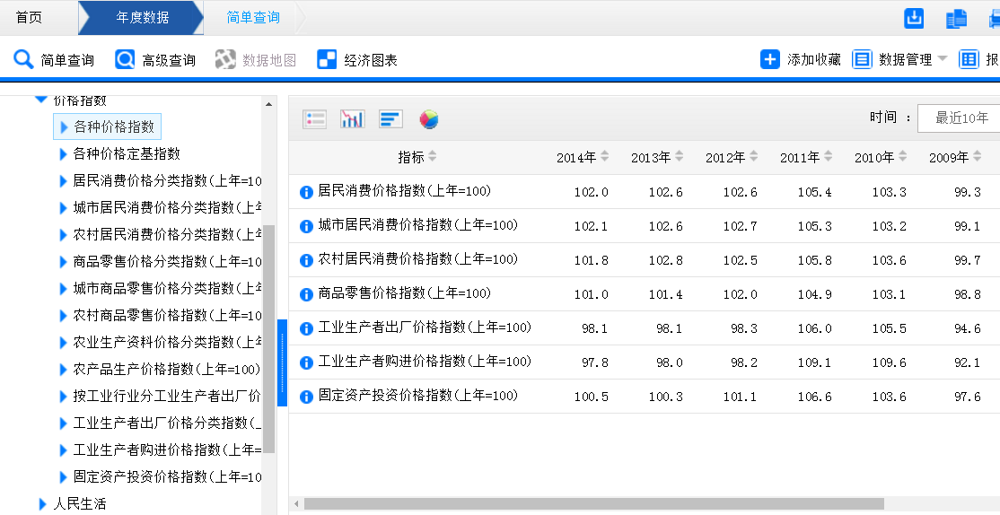 首页 年度数据 简单查询
简单查询 高级查询 数据地图 经济图表 添加收藏 数据管理 报
价格指数
各种价格指数
各种价格定基指数
居民消费价格分类指数(上年=10
城市居民消费价格分类指数(上年
农村居民消费价格分类指数(上年
商品零售价格分类指数(上年=10
城市商品零售价格分类指数(上年
农村商品零售价格分类指数(上年
农业生产资料价格分类指数(上年
农产品生产价格指数(上年=100)
按工业行业分工业生产者出厂价
工业生产者出厂价格分类指数(上
工业生产者购进价格指数(上年=
固定资产投资价格指数(上年=10
人民生活
时间 : 最近10年
指标 2014年 2013年 2012年 2011年 2010年 2009年
居民消费价格指数(上年=100) 102.0 102.6 102.6 105.4 103.3 99.3
城市居民消费价格指数(上年=100) 102.1 102.6 102.7 105.3 103.2 99.1
农村居民消费价格指数(上年=100) 101.8 102.8 102.5 105.8 103.6 99.7
商品零售价格指数(上年=100) 101.0 101.4 102.0 104.9 103.1 98.8
工业生产者出厂价格指数(上年=100) 98.1 98.1 98.3 106.0 105.5 94.6
工业生产者购进价格指数(上年=100) 97.8 98.0 98.2 109.1 109.6 92.1
固定资产投资价格指数(上年=100) 100.5 100.3 101.1 106.6 103.6 97.6